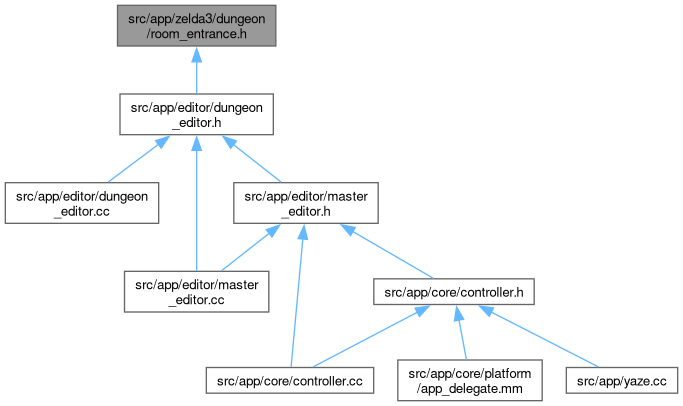 src/app/zelda3/dungeon
/room_entrance.h
src/app/editor/dungeon
_editor.h
src/app/editor/dungeon
_editor.cc
src/app/editor/master
_editor.h
src/app/editor/master
_editor.cc
src/app/core/controller.h
src/app/core/controller.cc
src/app/core/platform
/app_delegate.mm
src/app/yaze.cc